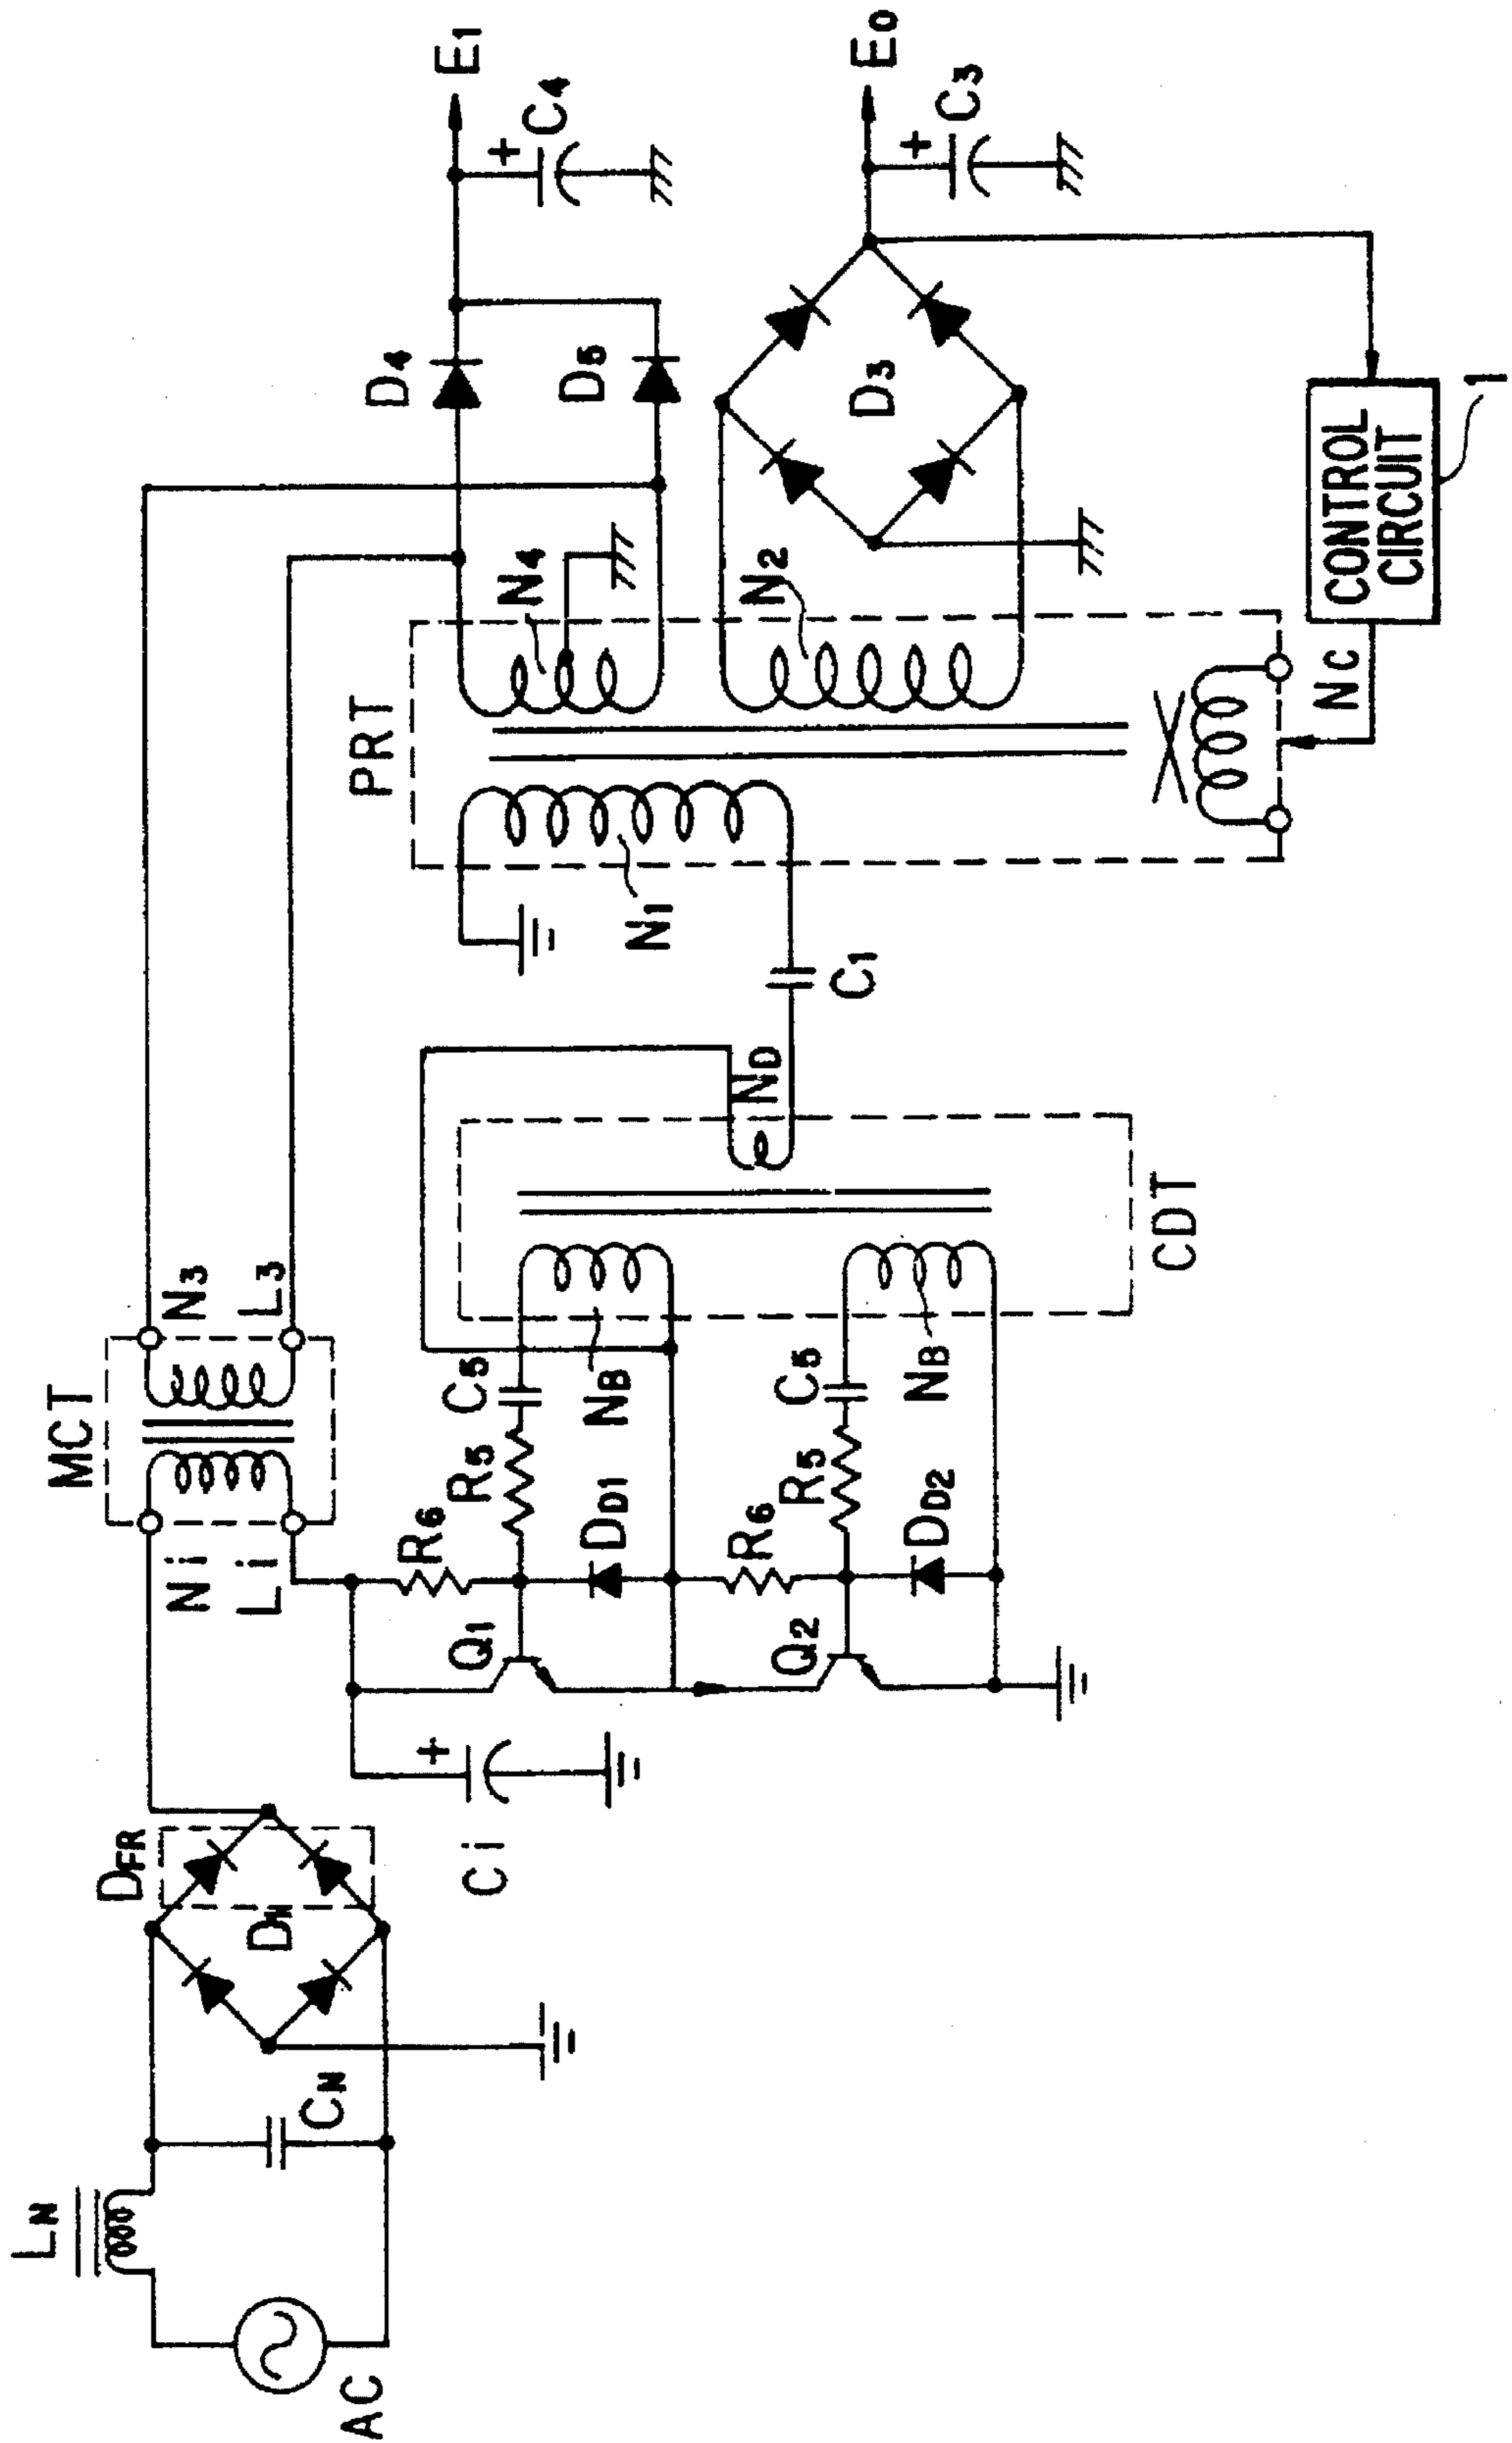 LN
AC
CN
DFR
DN
Ci
MCT
Ni
Li
N3
L3
R6
R5
C5
Q1
DD1
NB
R6
R5
C5
Q2
DD2
NB
CDT
ND
C1
PRT
N1
N4
N2
NC
D4
D5
D3
+
C4
E1
+
C3
E0
+
CONTROL
CIRCUIT
1